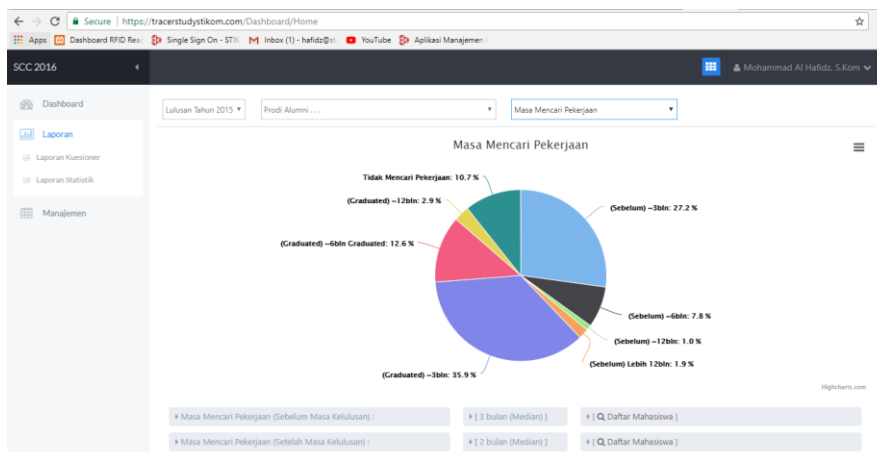 Secure | https://tracerstudystikom.com/Dashboard/Home
Apps Dashboard RFID Rea Single Sign On - STIK Inbox (1) - hafidz@st YouTube Aplikasi Manajemen
SCC 2016 Mohammad Al Hafidz, S.Kom
Dashboard
Laporan
Laporan Kuesioner
Laporan Statistik
Manajemen
Lulusan Tahun 2015 Prodi Alumni . . . Masa Mencari Pekerjaan
Masa Mencari Pekerjaan
Tidak Mencari Pekerjaan: 10.7 %
(Graduated) ~12bln: 2.9 %
(Sebelum) ~3bln: 27.2 %
(Graduated) ~6bln Graduated: 12.6 %
(Sebelum) ~6bln: 7.8 %
(Sebelum) ~12bln: 1.0 %
(Sebelum) Lebih 12bln: 1.9 %
(Graduated) ~3bln: 35.9 %
Highcharts.com
Masa Mencari Pekerjaan (Sebelum Masa Kelulusan) : [ 3 bulan (Median) ] [ Daftar Mahasiswa ]
Masa Mencari Pekerjaan (Setelah Masa Kelulusan) : [ 2 bulan (Median) ] [ Daftar Mahasiswa ]